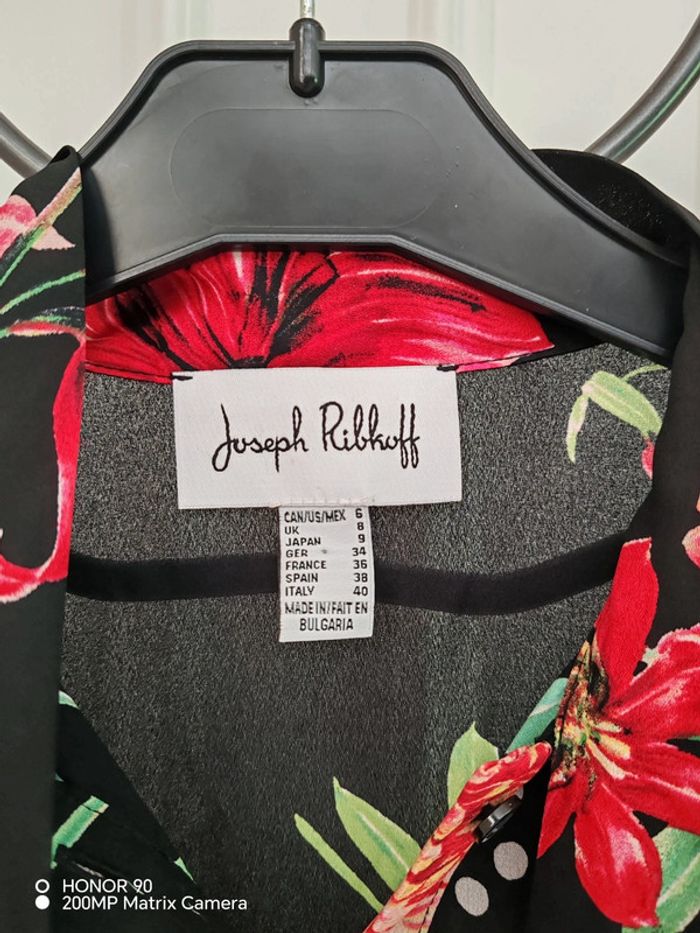 Joseph Ribkoff
CAN/US/MEX 6
UK 8
JAPAN 9
GER 34
FRANCE 36
SPAIN 38
ITALY 40
MADE IN/FAIT EN
BULGARIA
HONOR 90
200MP Matrix Camera